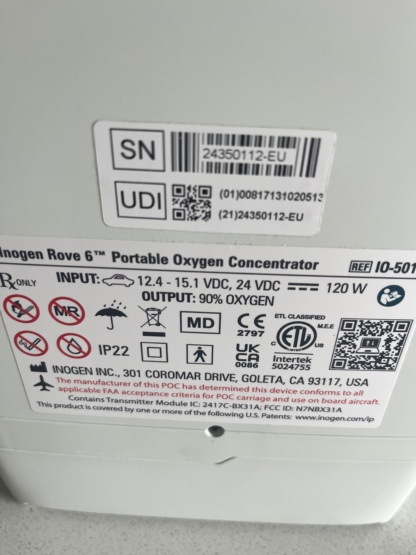 SN
24350112-EU
UDI
(01)00817131020513
(21)24350112-EU
Inogen Rove 6™ Portable Oxygen Concentrator
REF IO-501
Rx ONLY
INPUT: 12.4 - 15.1 VDC, 24 VDC 120 W
OUTPUT: 90% OXYGEN
MR
MD
CE
2797
ETL CLASSIFIED
ETL
M.E.E
IP22
UK
CA
0086
Intertek
5024755
INOGEN INC., 301 COROMAR DRIVE, GOLETA, CA 93117, USA
The manufacturer of this POC has determined this device conforms to all
applicable FAA acceptance criteria for POC carriage and use on board aircraft.
Contains Transmitter Module IC: 2417C-BX31A; FCC ID: N7NBX31A
This product is covered by one or more of the following U.S. Patents: www.inogen.com/ip